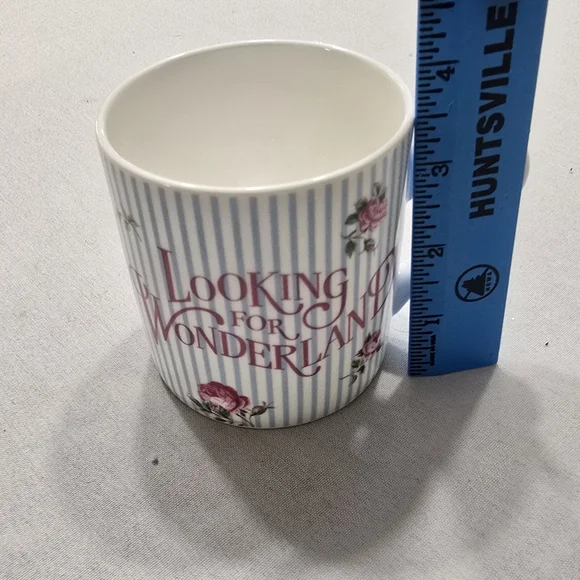 LOOKING
FOR
WONDERLAND
HUNTSVILLE
4
3
2
1